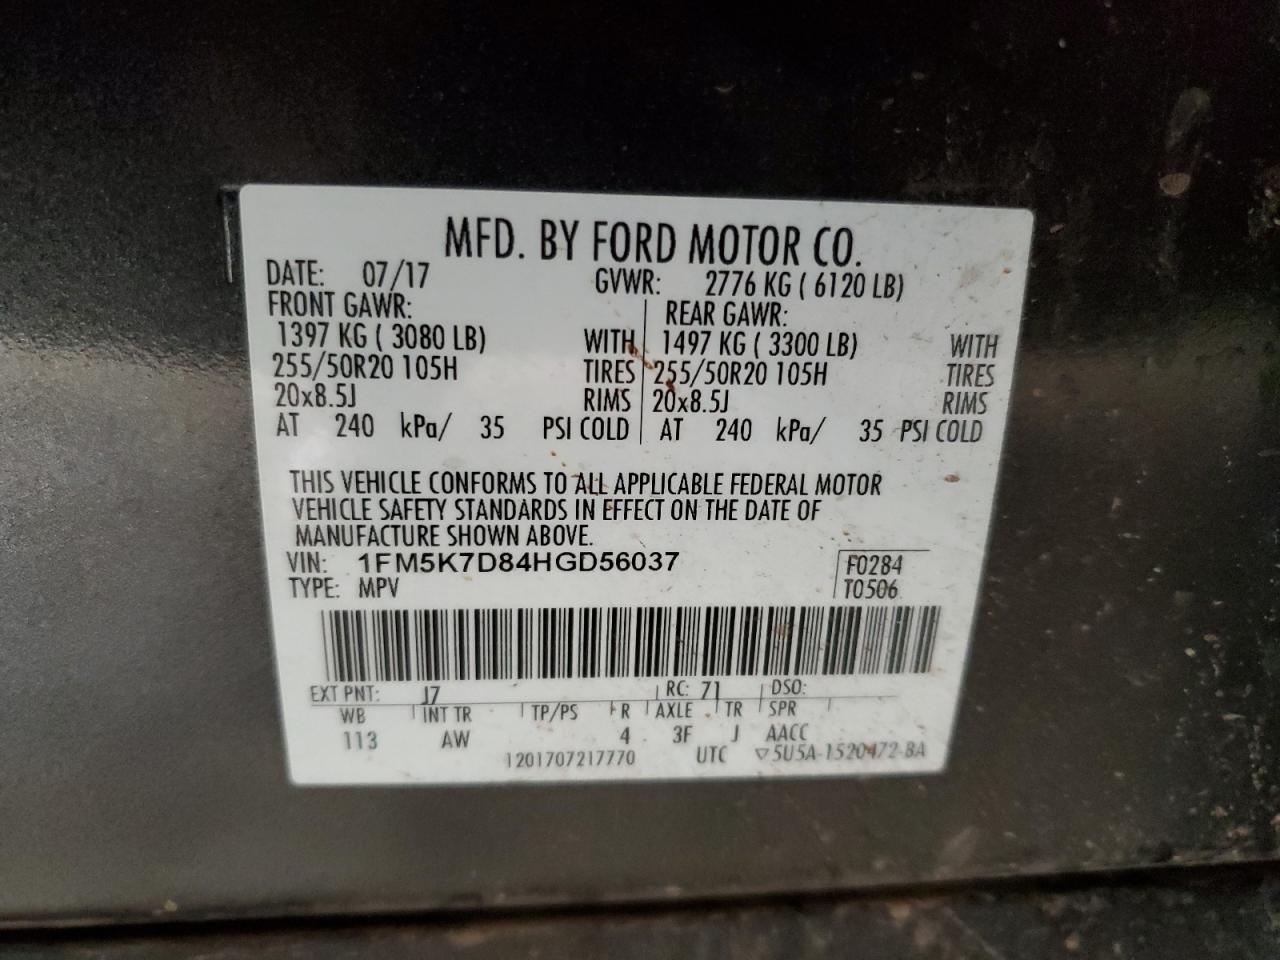 MFD. BY FORD MOTOR CO.
DATE: 07/17 GVWR: 2776 KG ( 6120 LB)
FRONT GAWR: REAR GAWR:
1397 KG ( 3080 LB) WITH 1497 KG ( 3300 LB) WITH
255/50R20 105H TIRES 255/50R20 105H TIRES
20x8.5J RIMS 20x8.5J RIMS
AT 240 kPa/ 35 PSI COLD AT 240 kPa/ 35 PSI COLD
THIS VEHICLE CONFORMS TO ALL APPLICABLE FEDERAL MOTOR
VEHICLE SAFETY STANDARDS IN EFFECT ON THE DATE OF
MANUFACTURE SHOWN ABOVE.
VIN: 1FM5K7D84HGD56037 F0284
TYPE: MPV T0506
EXT PNT: J7 RC: 71 DSO:
WB INT TR TP/PS R AXLE TR SPR
113 AW 4 3F J AACC
1201707217770 UTC ▽5U5A-1520472-BA